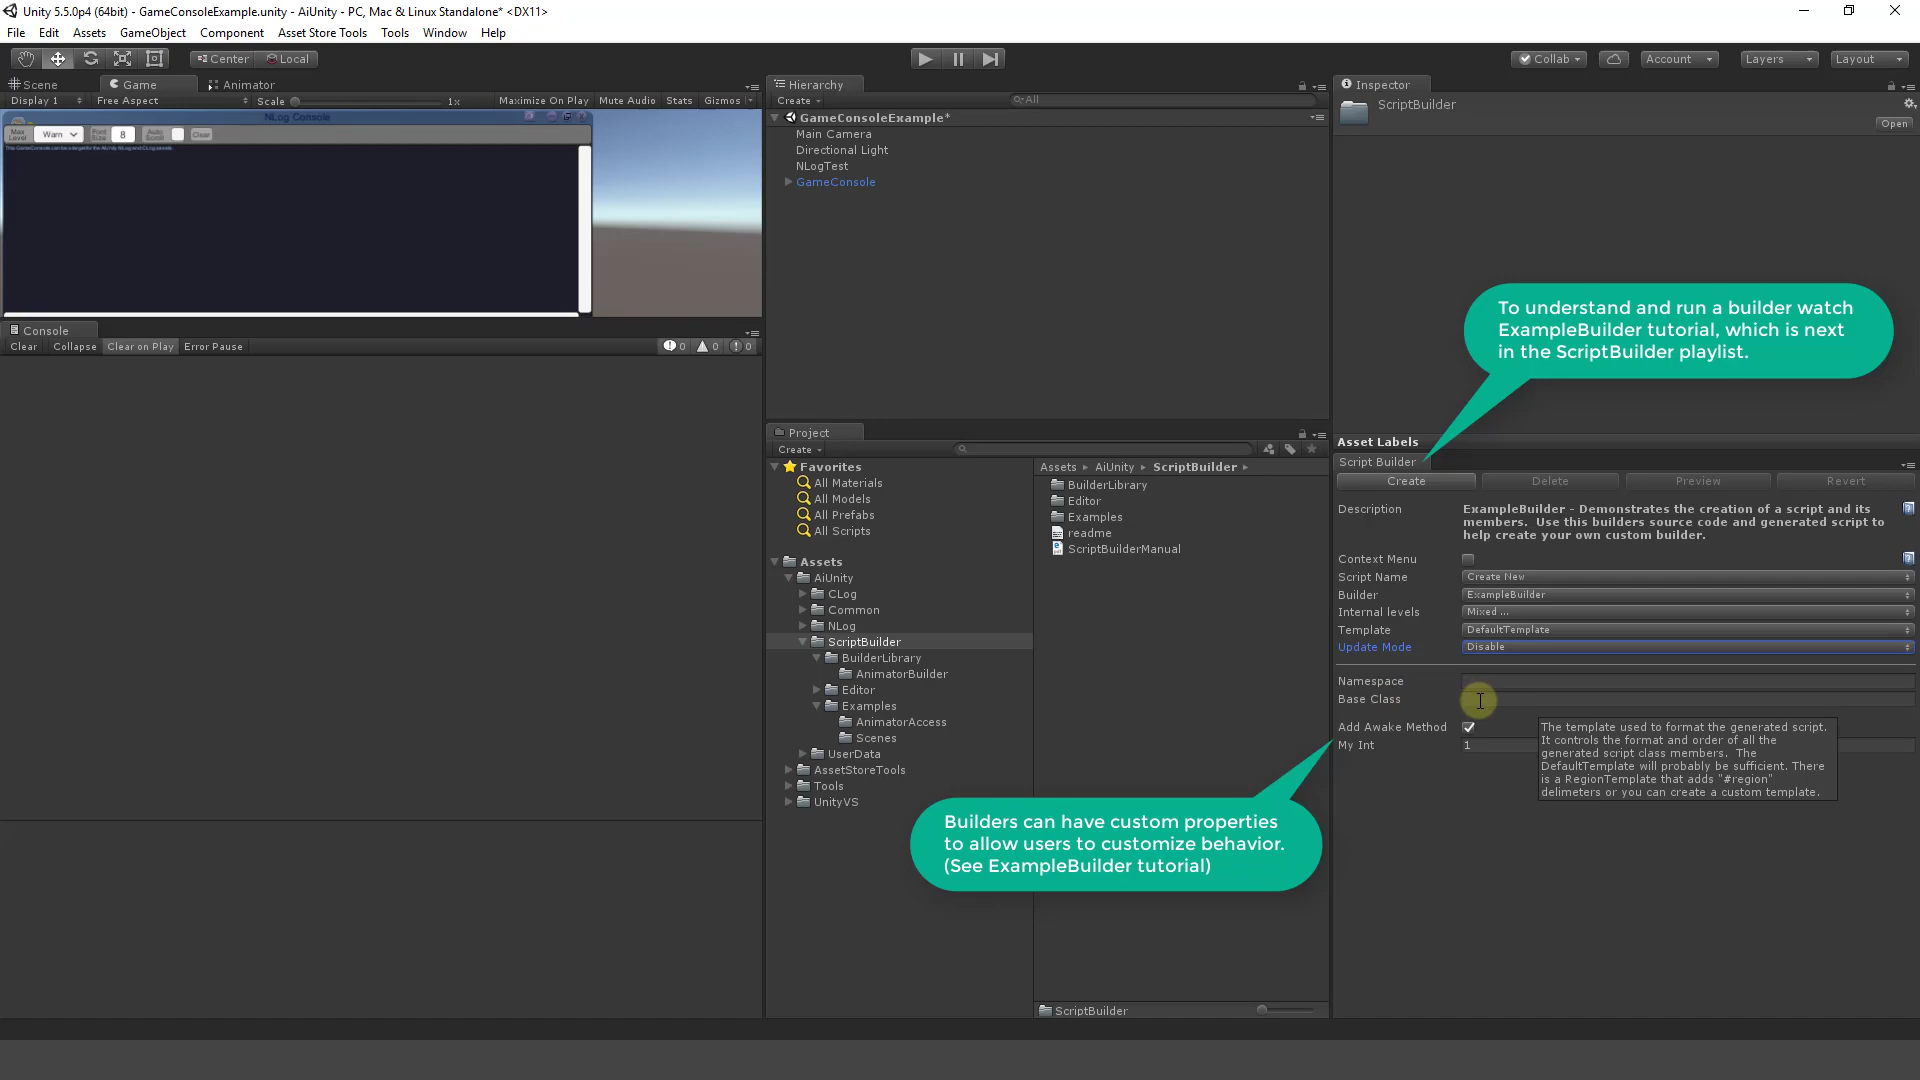 Unity 5.5.0p4 (64bit) - GameConsoleExample.unity - AiUnity - PC, Mac & Linux Standalone* <DX11>
File Edit Assets GameObject Component Asset Store Tools Tools Window Help
Center Local
Collab Account Layers Layout
Scene Game Animator
Display 1 Free Aspect Scale 1x Maximize On Play Mute Audio Stats Gizmos
NLog Console
Max Level Warn Font Size 8 Auto Scroll Clear
Console
Clear Collapse Clear on Play Error Pause 0 0 0
Hierarchy
Create All
GameConsoleExample*
Main Camera
Directional Light
NLogTest
GameConsole
Project
Create
Favorites
All Materials
All Models
All Prefabs
All Scripts
Assets
AiUnity
CLog
Common
NLog
ScriptBuilder
BuilderLibrary
AnimatorBuilder
Editor
Examples
AnimatorAccess
Scenes
UserData
AssetStoreTools
Tools
UnityVS
Assets AiUnity ScriptBuilder
BuilderLibrary
Editor
Examples
readme
ScriptBuilderManual
ScriptBuilder
Inspector
ScriptBuilder
Open
To understand and run a builder watch
ExampleBuilder tutorial, which is next
in the ScriptBuilder playlist.
Asset Labels
Script Builder
Create Delete Preview Revert
Description ExampleBuilder - Demonstrates the creation of a script and its
members. Use this builders source code and generated script to
help create your own custom builder.
Context Menu
Script Name Create New
Builder ExampleBuilder
Internal levels Mixed ...
Template DefaultTemplate
Update Mode Disable
Namespace
Base Class
Add Awake Method
My Int 1
The template used to format the generated script.
It controls the format and order of all the
generated script class members. The
DefaultTemplate will probably be sufficient. There
is a RegionTemplate that adds "#region"
delimeters or you can create a custom template.
Builders can have custom properties
to allow users to customize behavior.
(See ExampleBuilder tutorial)